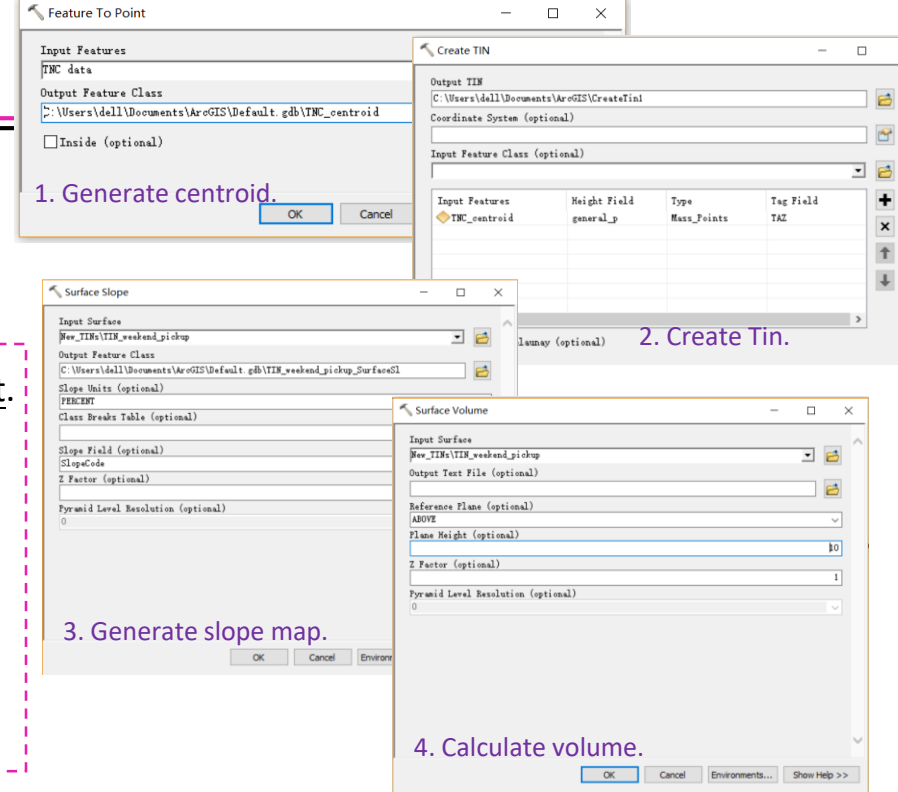 Feature To Point
Input Features
TNC data
Output Feature Class
C:\Users\dell\Documents\ArcGIS\Default.gdb\TNC_centroid
Inside (optional)
1. Generate centroid.
OK Cancel
Create TIN
Output TIN
C:\Users\dell\Documents\ArcGIS\CreateTin1
Coordinate System (optional)
Input Feature Class (optional)
Input Features Height Field Type Tag Field
TNC_centroid general_p Mass_Points TAZ
launay (optional)
2. Create Tin.
t.
Surface Slope
Input Surface
New_TINs\TIN_weekend_pickup
Output Feature Class
C:\Users\dell\Documents\ArcGIS\Default.gdb\TIN_weekend_pickup_SurfaceSl
Slope Units (optional)
PERCENT
Class Breaks Table (optional)
Slope Field (optional)
SlopeCode
Z Factor (optional)
Pyramid Level Resolution (optional)
0
3. Generate slope map.
OK Cancel Environ
Surface Volume
Input Surface
New_TINs\TIN_weekend_pickup
Output Text File (optional)
Reference Plane (optional)
ABOVE
Plane Height (optional)
10
Z Factor (optional)
1
Pyramid Level Resolution (optional)
0
4. Calculate volume.
OK Cancel Environments... Show Help >>